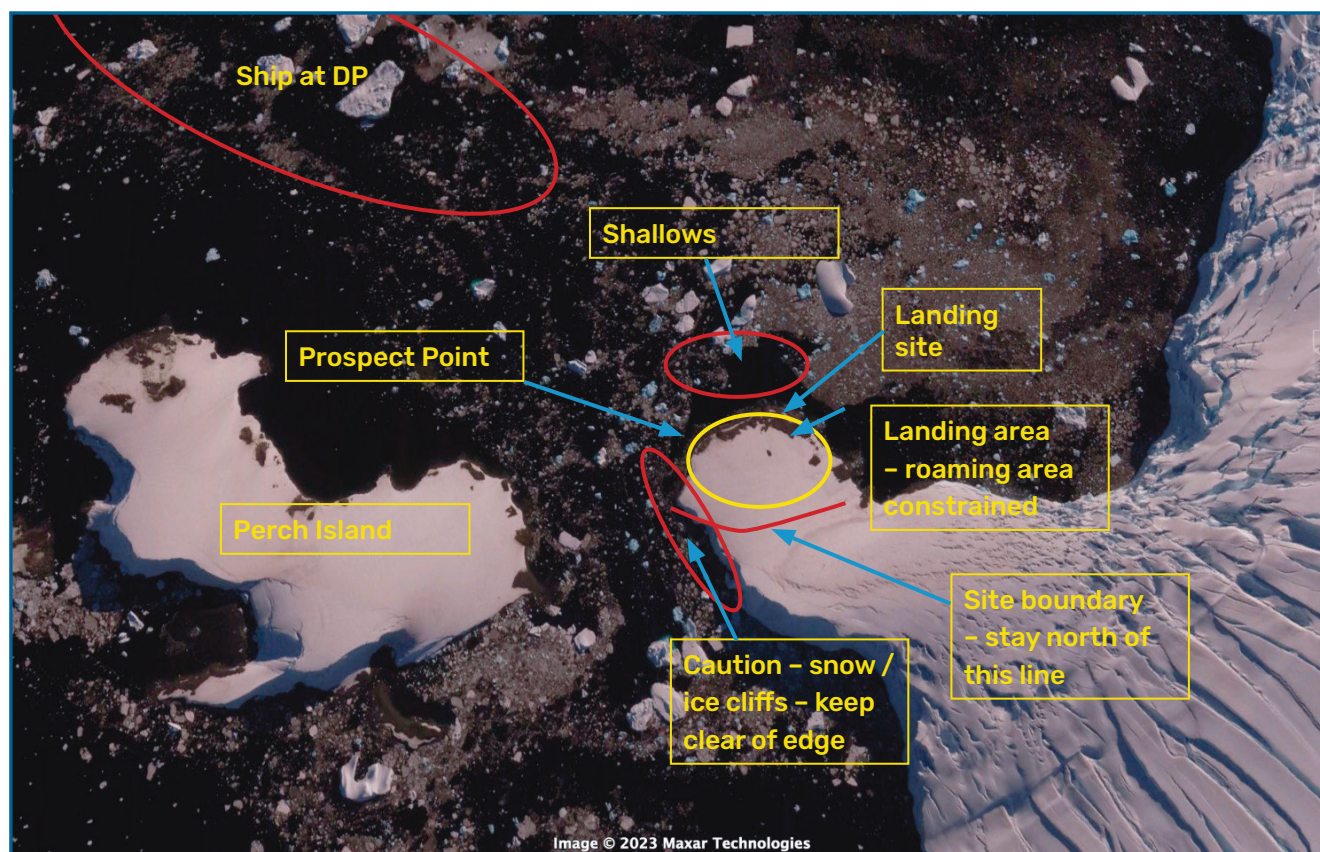 Ship at DP
Shallows
Landing
site
Prospect Point
Landing area
– roaming area
constrained
Perch Island
Site boundary
– stay north of
this line
Caution – snow /
ice cliffs – keep
clear of edge
Image © 2023 Maxar Technologies